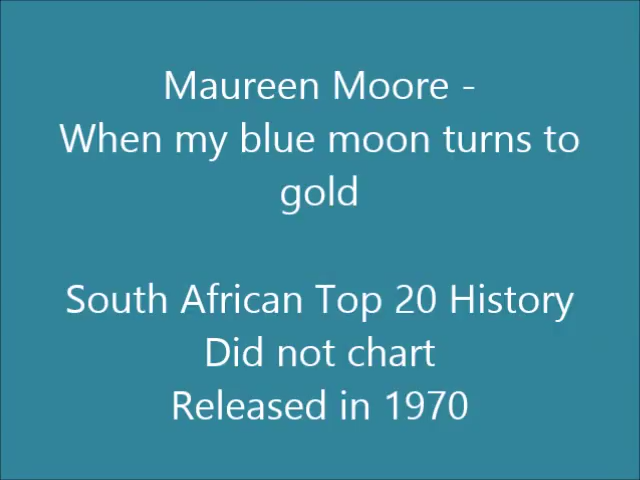 Maureen Moore -
When my blue moon turns to
gold
South African Top 20 History
Did not chart
Released in 1970